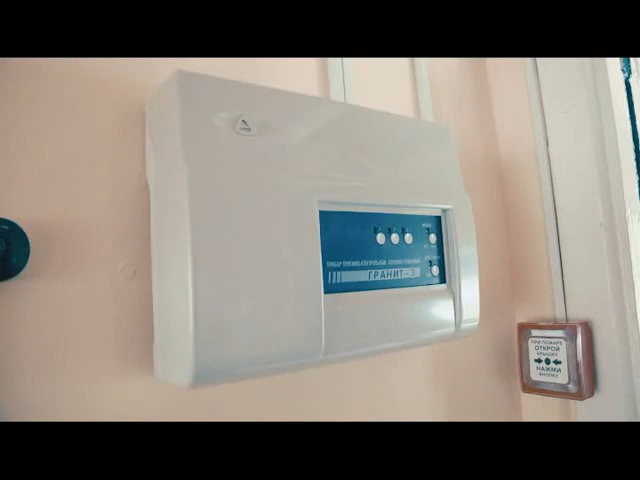 ПРИБОР ПРИЕМНО-КОНТРОЛЬНЫЙ ОХРАННО-ПОЖАРНЫЙ
ГРАНИТ-3
ПРИ ПОЖАРЕ
ОТКРОЙ
КРЫШКУ
НАЖМИ
КНОПКУ